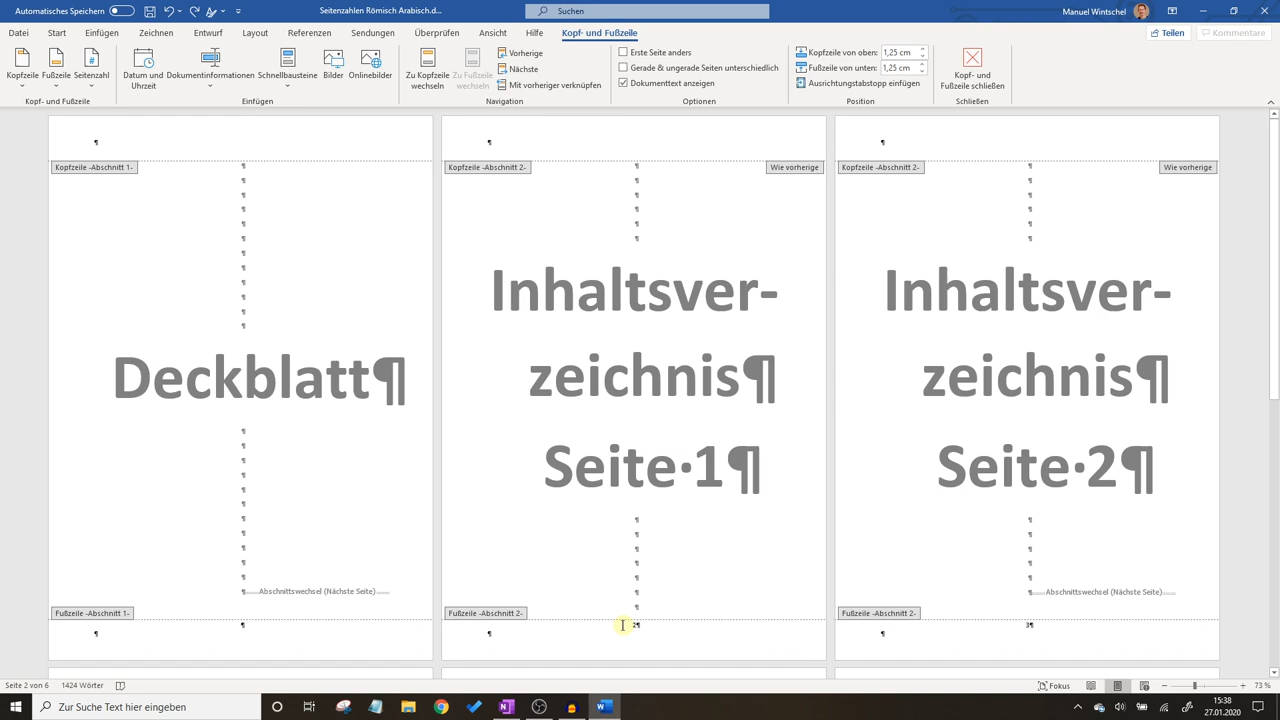 Automatisches Speichern
Seitenzahlen Römisch Arabisch.d...
Suchen
Manuel Wintschel
Datei Start Einfügen Zeichnen Entwurf Layout Referenzen Sendungen Überprüfen Ansicht Hilfe Kopf- und Fußzeile Teilen Kommentare
Kopfzeile Fußzeile Seitenzahl
Kopf- und Fußzeile
Datum und Uhrzeit
Dokumentinformationen
Schnellbausteine
Bilder
Onlinebilder
Einfügen
Zu Kopfzeile wechseln
Zu Fußzeile wechseln
Vorherige
Nächste
Mit vorheriger verknüpfen
Navigation
Erste Seite anders
Gerade & ungerade Seiten unterschiedlich
Dokumenttext anzeigen
Optionen
Kopfzeile von oben: 1,25 cm
Fußzeile von unten: 1,25 cm
Ausrichtungstabstopp einfügen
Position
Kopf- und Fußzeile schließen
Schließen
Kopfzeile -Abschnitt 1-
Deckblatt¶
Abschnittswechsel (Nächste Seite)
Fußzeile -Abschnitt 1-
Kopfzeile -Abschnitt 2- Wie vorherige
Inhaltsver-
zeichnis¶
Seite·1¶
Fußzeile -Abschnitt 2-
2¶
Kopfzeile -Abschnitt 2- Wie vorherige
Inhaltsver-
zeichnis¶
Seite·2¶
Abschnittswechsel (Nächste Seite)
Fußzeile -Abschnitt 2-
3¶
Seite 2 von 6 1424 Wörter Fokus 73 %
Zur Suche Text hier eingeben
15:38
27.01.2020